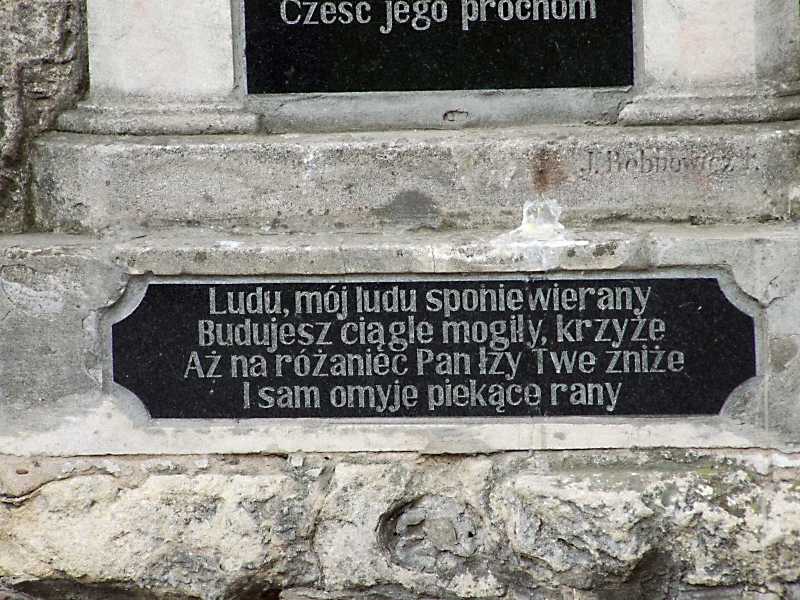 Cześć jego prochom
J. Bohnowicz
Ludu, mój ludu sponiewierany
Budujesz ciągle mogiły, krzyże
Aż na różaniec Pan łzy Twe zniże
I sam omyje piekące rany